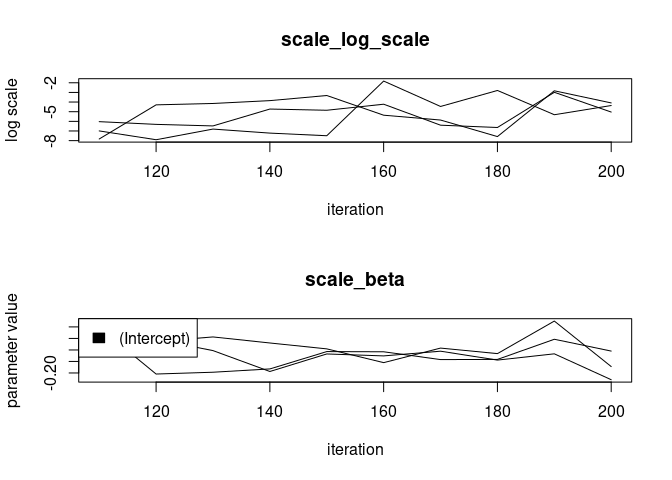 scale_log_scale
log scale
-2
-5
-8
120
140
160
180
200
iteration
scale_beta
parameter value
-0.20
(Intercept)
120
140
160
180
200
iteration